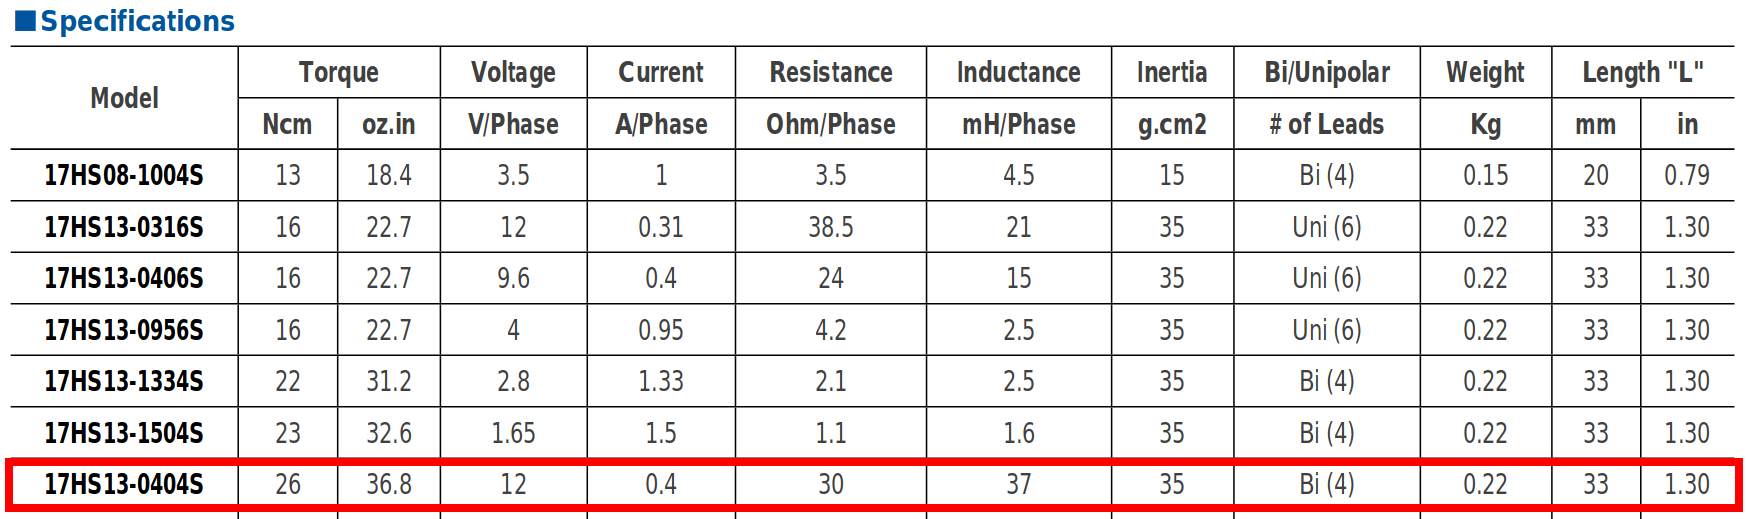 Specifications
Model Torque Voltage Current Resistance Inductance Inertia Bi/Unipolar Weight Length "L"
Ncm oz.in V/Phase A/Phase Ohm/Phase mH/Phase g.cm2 # of Leads Kg mm in
17HS08-1004S 13 18.4 3.5 1 3.5 4.5 15 Bi (4) 0.15 20 0.79
17HS13-0316S 16 22.7 12 0.31 38.5 21 35 Uni (6) 0.22 33 1.30
17HS13-0406S 16 22.7 9.6 0.4 24 15 35 Uni (6) 0.22 33 1.30
17HS13-0956S 16 22.7 4 0.95 4.2 2.5 35 Uni (6) 0.22 33 1.30
17HS13-1334S 22 31.2 2.8 1.33 2.1 2.5 35 Bi (4) 0.22 33 1.30
17HS13-1504S 23 32.6 1.65 1.5 1.1 1.6 35 Bi (4) 0.22 33 1.30
17HS13-0404S 26 36.8 12 0.4 30 37 35 Bi (4) 0.22 33 1.30